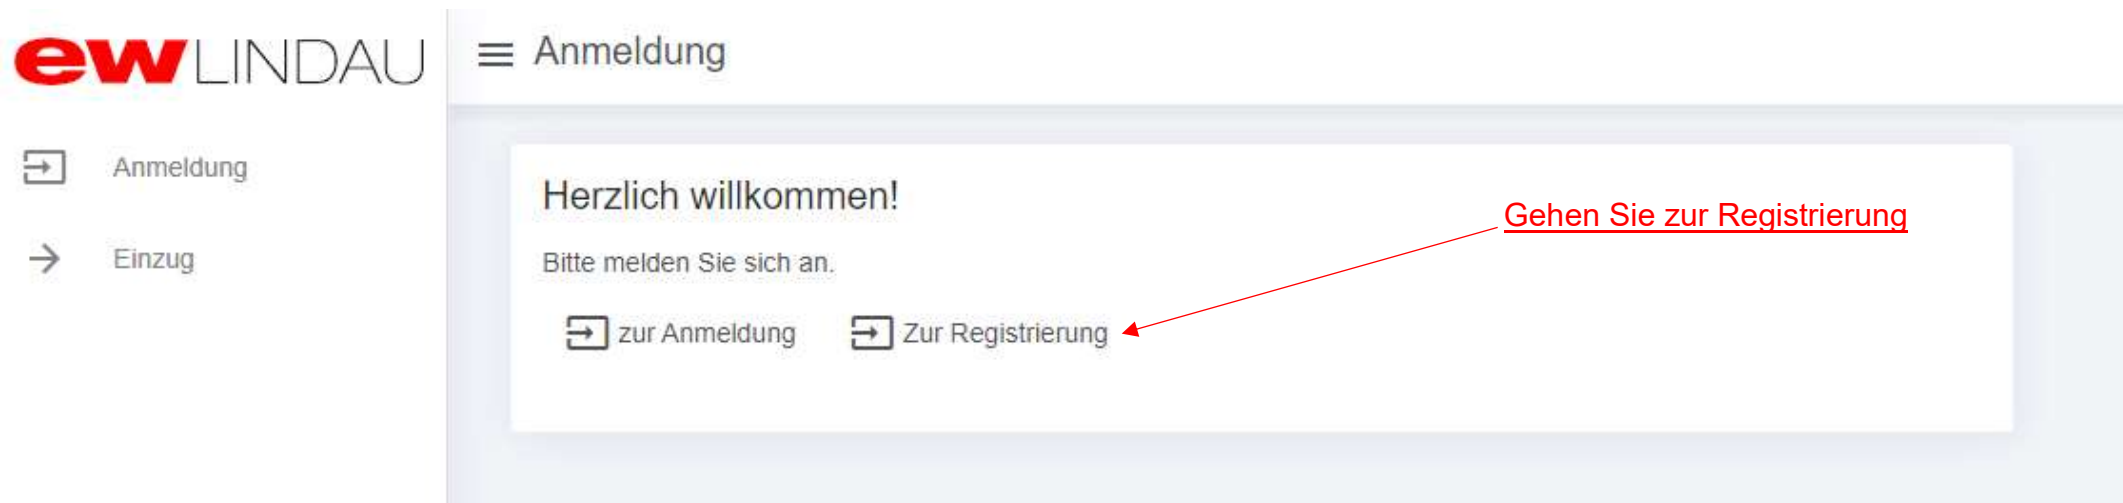 ewLINDAU
Anmeldung
Anmeldung
Einzug
Herzlich willkommen!
Bitte melden Sie sich an.
zur Anmeldung
Zur Registrierung
Gehen Sie zur Registrierung